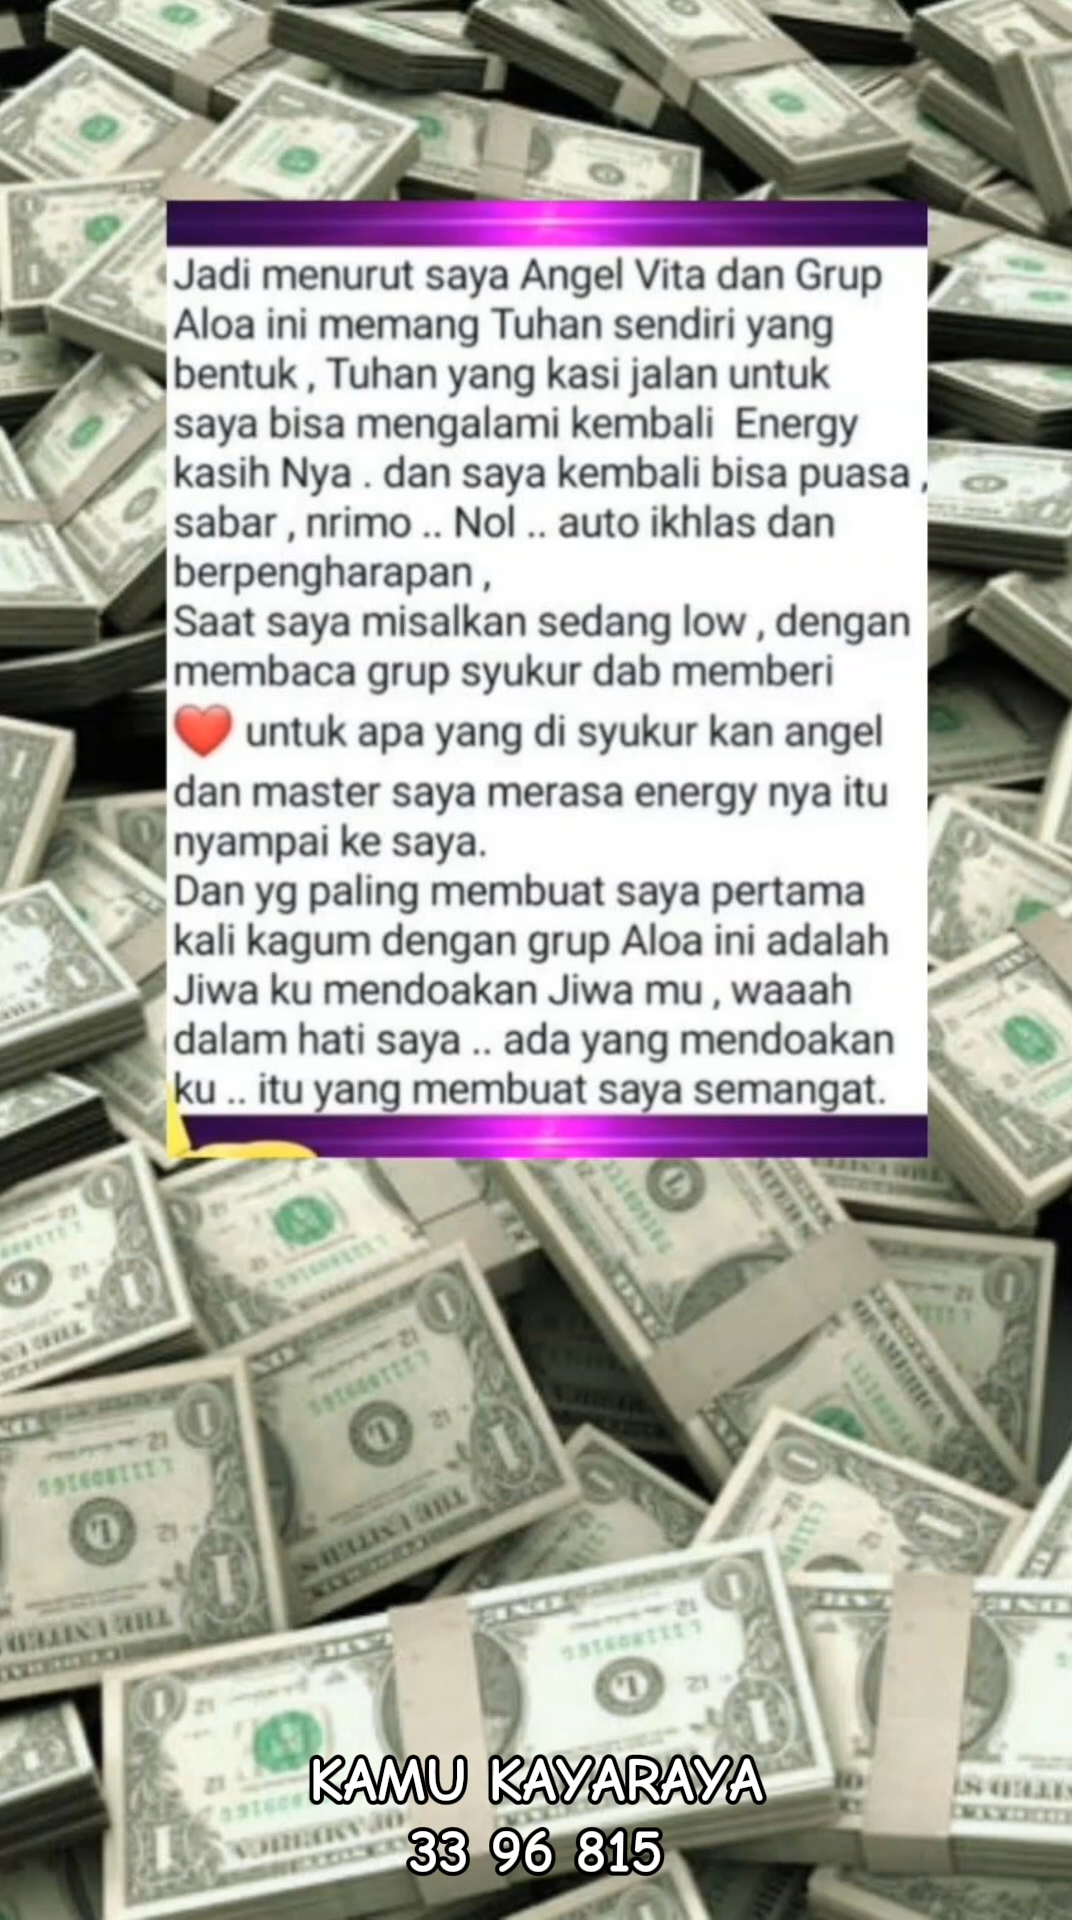 Jadi menurut saya Angel Vita dan Grup
Aloa ini memang Tuhan sendiri yang
bentuk , Tuhan yang kasi jalan untuk
saya bisa mengalami kembali Energy
kasih Nya . dan saya kembali bisa puasa ,
sabar , nrimo .. Nol .. auto ikhlas dan
berpengharapan ,
Saat saya misalkan sedang low , dengan
membaca grup syukur dab memberi
❤️ untuk apa yang di syukur kan angel
dan master saya merasa energy nya itu
nyampai ke saya.
Dan yg paling membuat saya pertama
kali kagum dengan grup Aloa ini adalah
Jiwa ku mendoakan Jiwa mu , waaah
dalam hati saya .. ada yang mendoakan
ku .. itu yang membuat saya semangat.
KAMU KAYARAYA
33 96 815